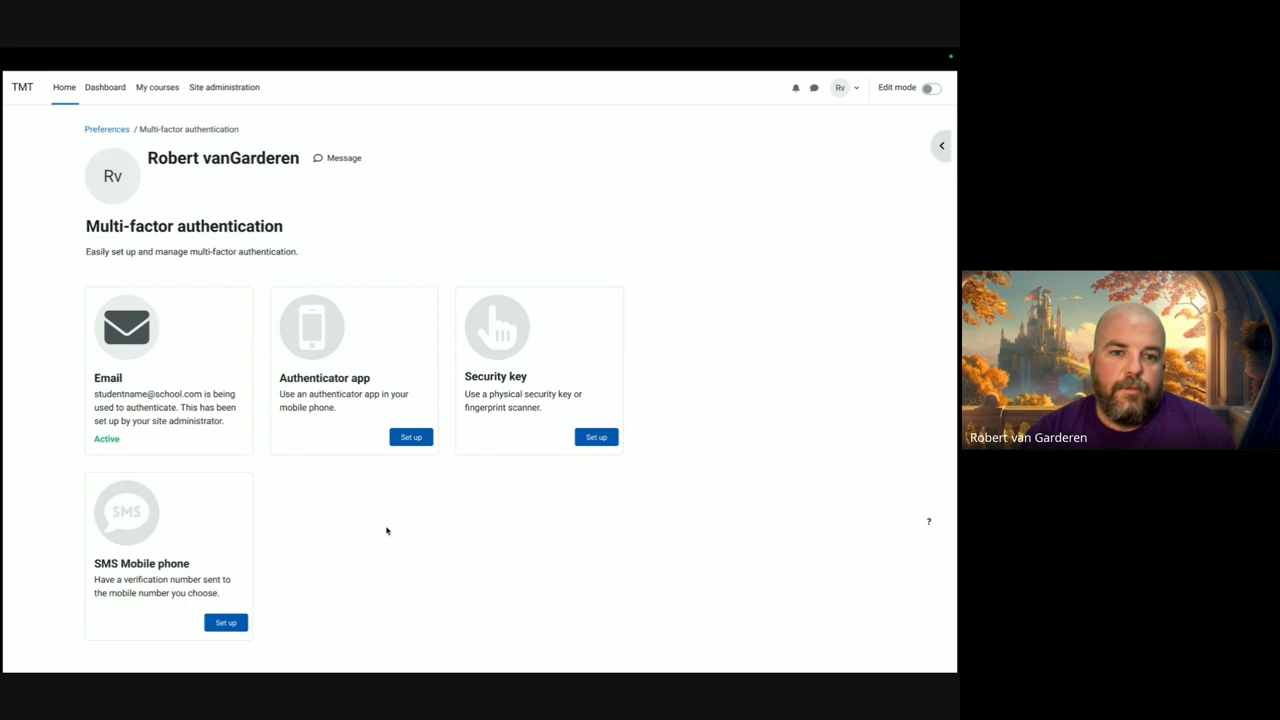 TMT Home Dashboard My courses Site administration Rv Edit mode
Preferences / Multi-factor authentication
Rv
Robert vanGarderen Message
Multi-factor authentication
Easily set up and manage multi-factor authentication.
Email
studentname@school.com is being
used to authenticate. This has been
set up by your site administrator.
Active
Authenticator app
Use an authenticator app in your
mobile phone.
Set up
Security key
Use a physical security key or
fingerprint scanner.
Set up
SMS
SMS Mobile phone
Have a verification number sent to
the mobile number you choose.
Set up
?
Robert van Garderen